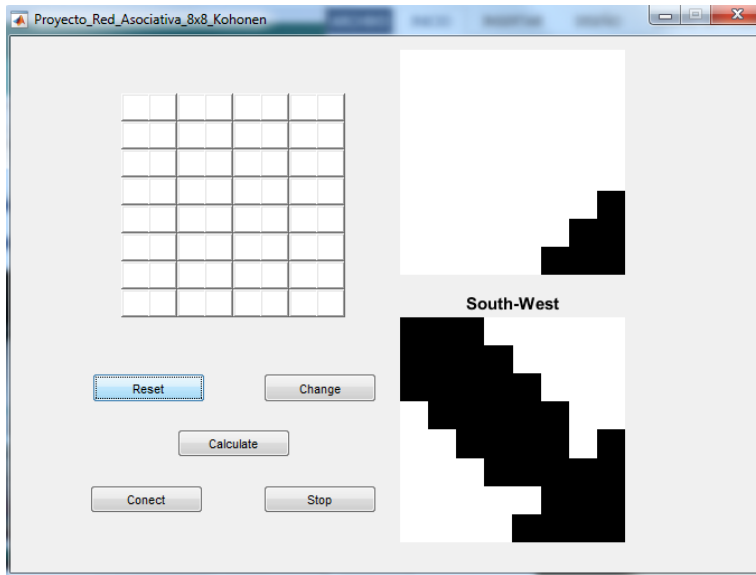 Proyecto_Red_Asociativa_8x8_Kohonen
South-West
Reset
Change
Calculate
Conect
Stop